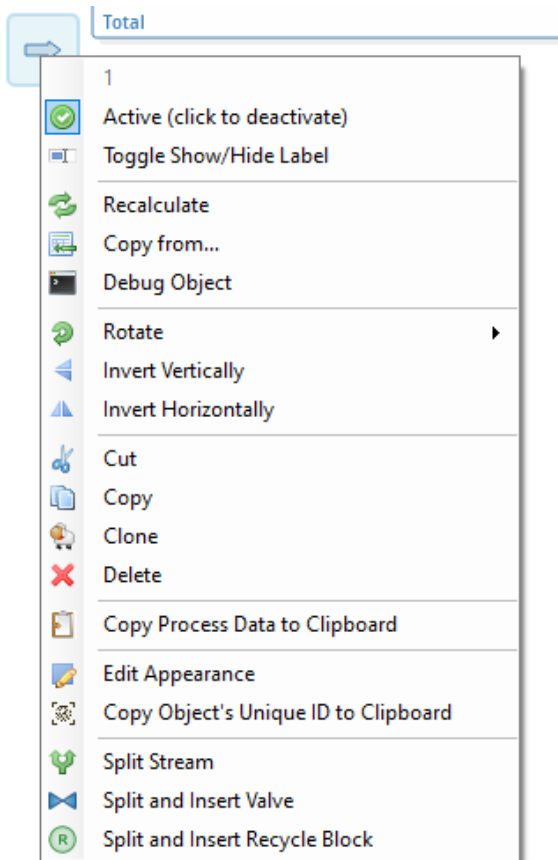 Total
1
Active (click to deactivate)
Toggle Show/Hide Label
Recalculate
Copy from...
Debug Object
Rotate
Invert Vertically
Invert Horizontally
Cut
Copy
Clone
Delete
Copy Process Data to Clipboard
Edit Appearance
Copy Object's Unique ID to Clipboard
Split Stream
Split and Insert Valve
R Split and Insert Recycle Block